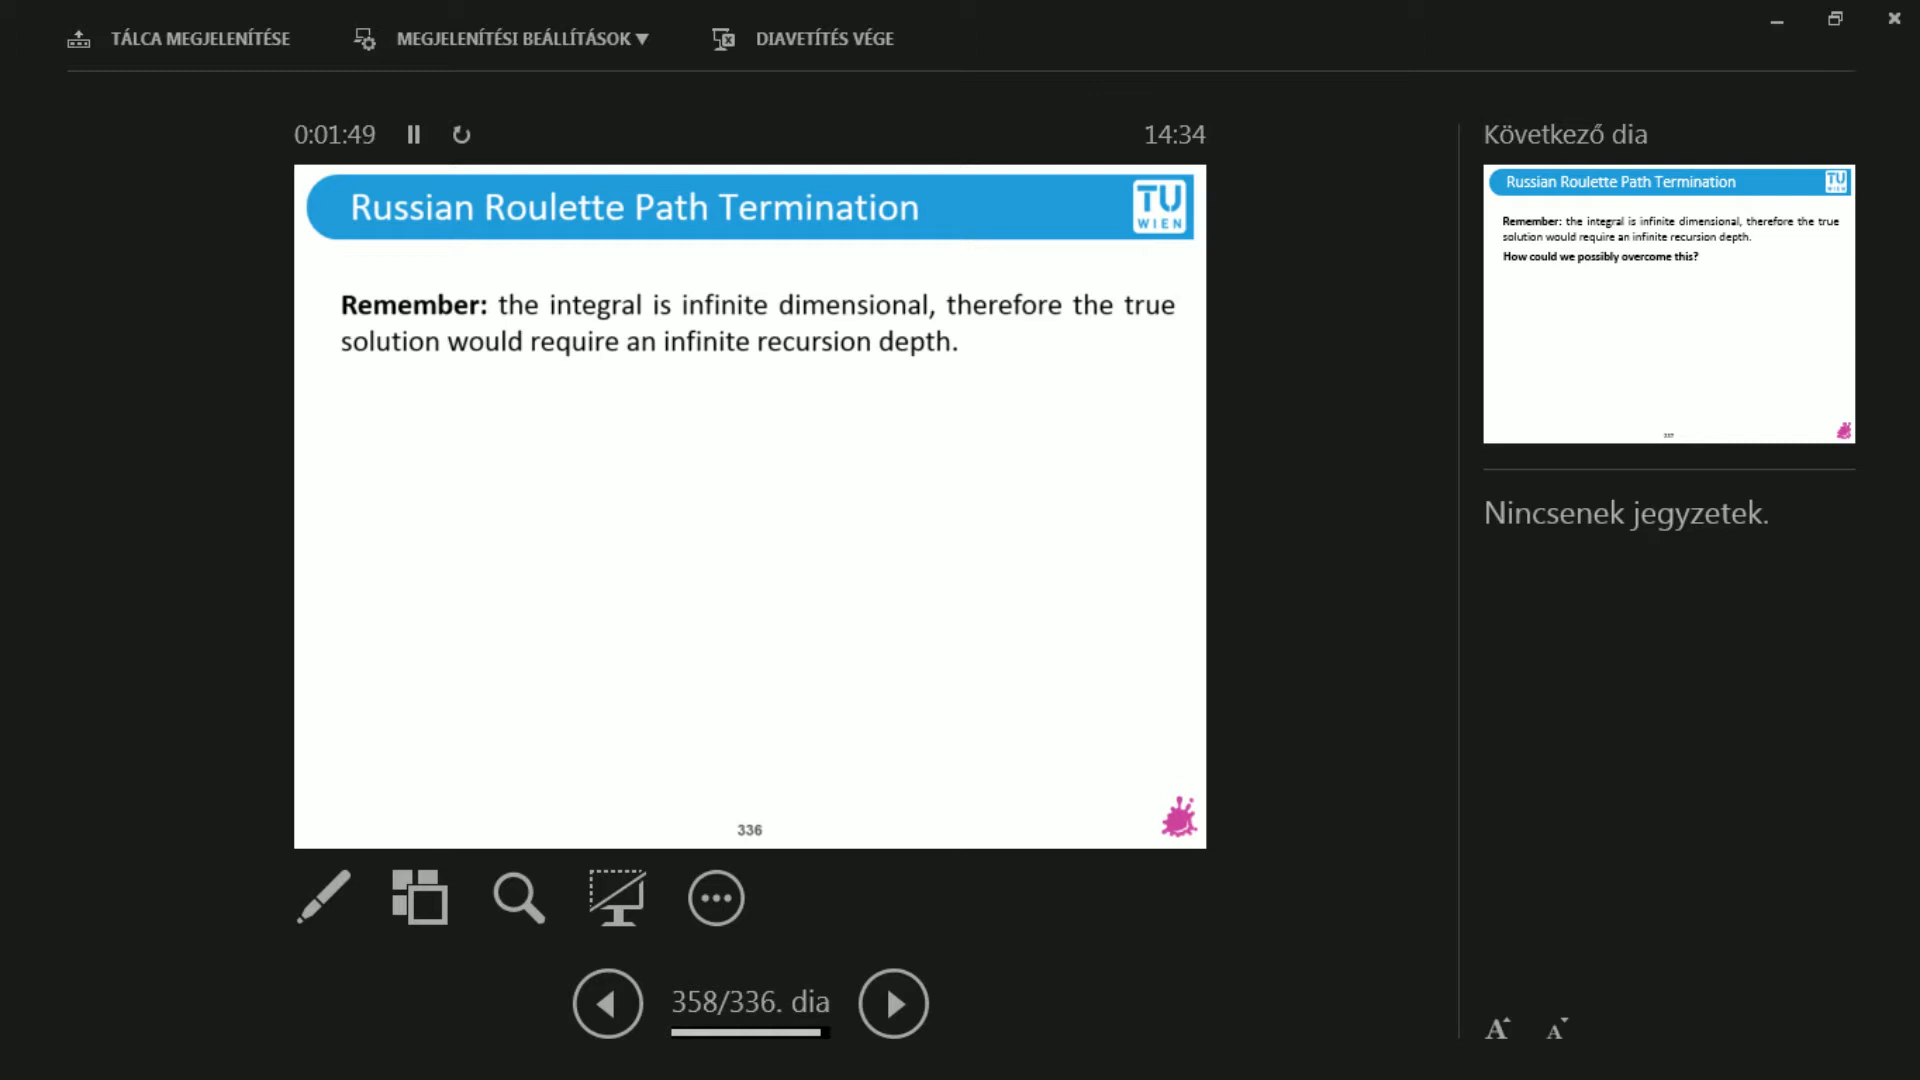 TÁLCA MEGJELENÍTÉSE
MEGJELENÍTÉSI BEÁLLÍTÁSOK▼
DIAVETÍTÉS VÉGE
0:01:49
14:34
Russian Roulette Path Termination
TU
WIEN
Remember: the integral is infinite dimensional, therefore the true
solution would require an infinite recursion depth.
336
358/336. dia
Következő dia
Russian Roulette Path Termination
TU
WIEN
Remember: the integral is infinite dimensional, therefore the true
solution would require an infinite recursion depth.
How could we possibly overcome this?
337
Nincsenek jegyzetek.
A A